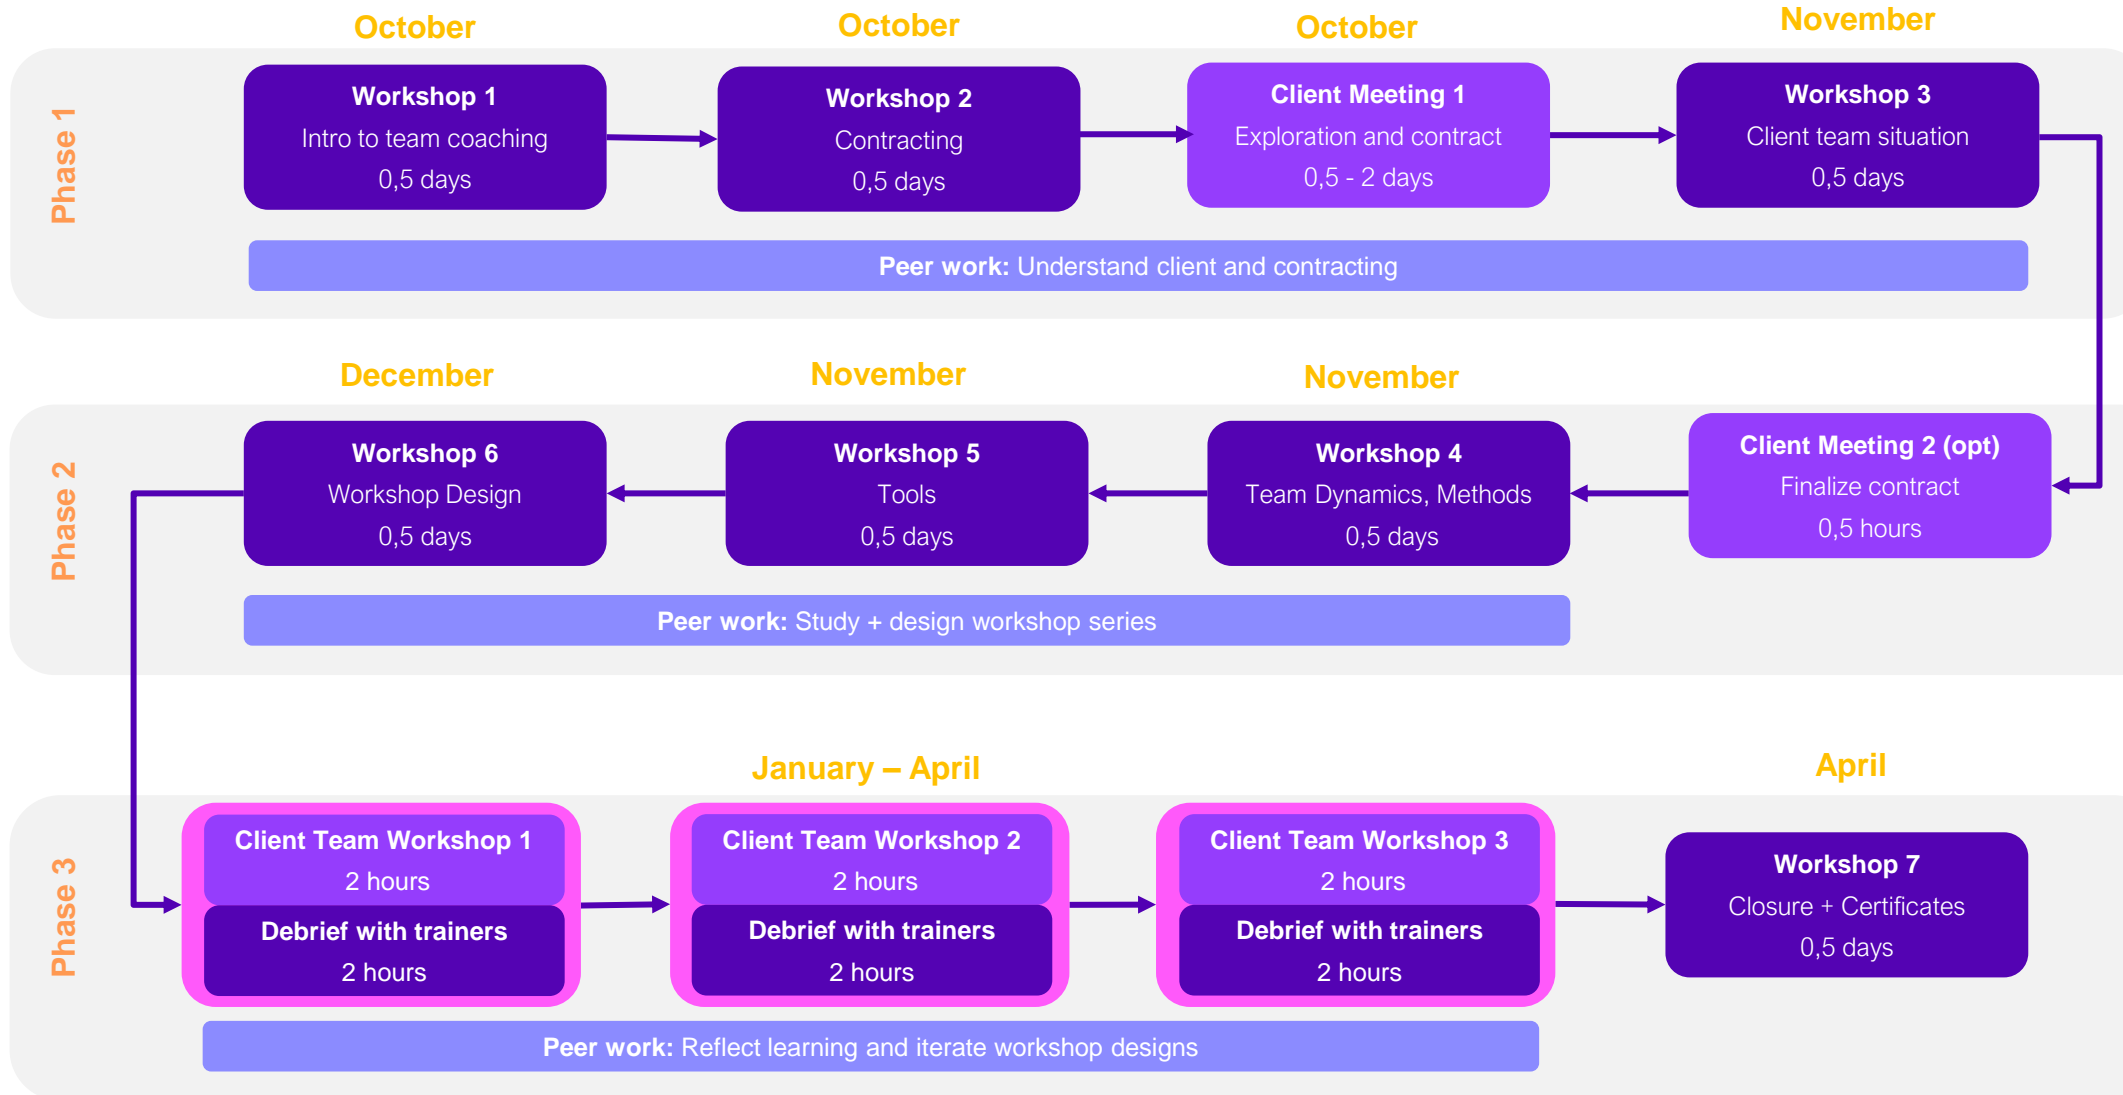 October
October
October
November
Phase 1
Workshop 1
Intro to team coaching
0,5 days
Workshop 2
Contracting
0,5 days
Client Meeting 1
Exploration and contract
0,5 - 2 days
Workshop 3
Client team situation
0,5 days
Peer work: Understand client and contracting
December
November
November
Phase 2
Workshop 6
Workshop Design
0,5 days
Workshop 5
Tools
0,5 days
Workshop 4
Team Dynamics, Methods
0,5 days
Client Meeting 2 (opt)
Finalize contract
0,5 hours
Peer work: Study + design workshop series
January – April
April
Phase 3
Client Team Workshop 1
2 hours
Debrief with trainers
2 hours
Client Team Workshop 2
2 hours
Debrief with trainers
2 hours
Client Team Workshop 3
2 hours
Debrief with trainers
2 hours
Workshop 7
Closure + Certificates
0,5 days
Peer work: Reflect learning and iterate workshop designs